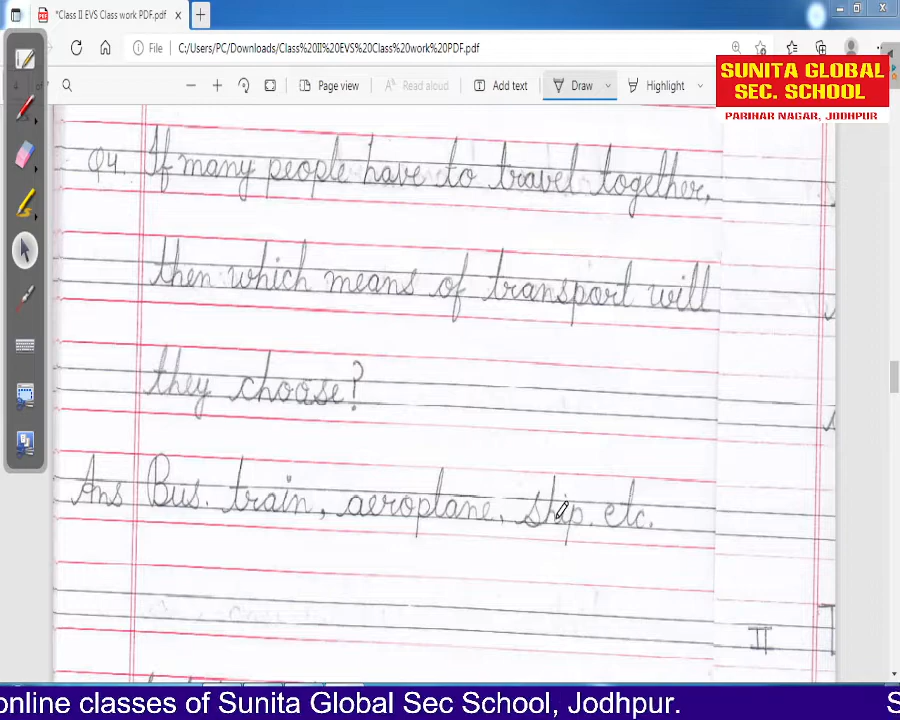 *Class II EVS Class work PDF.pdf
File C:/Users/PC/Downloads/Class%20II%20EVS%20Class%20work%20PDF.pdf
Page view Read aloud Add text Draw Highlight
SUNITA GLOBAL
SEC. SCHOOL
PARIHAR NAGAR, JODHPUR
Q4. If many people have to travel together,
then which means of transport will
they choose?
Ans Bus. train, aeroplane, ship. etc.
II
online classes of Sunita Global Sec School, Jodhpur. S